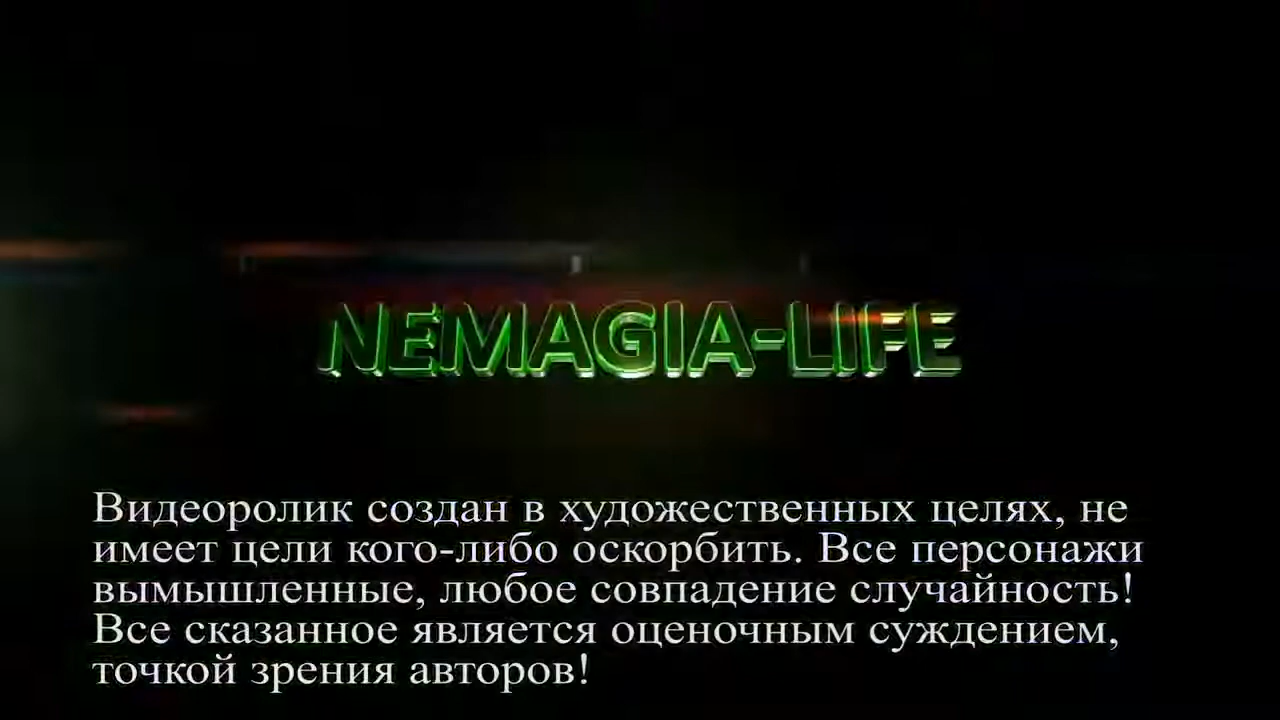 NEMAGIA-LIFE
Видеоролик создан в художественных целях, не
имеет цели кого-либо оскорбить. Все персонажи
вымышленные, любое совпадение случайность!
Все сказанное является оценочным суждением,
точкой зрения авторов!